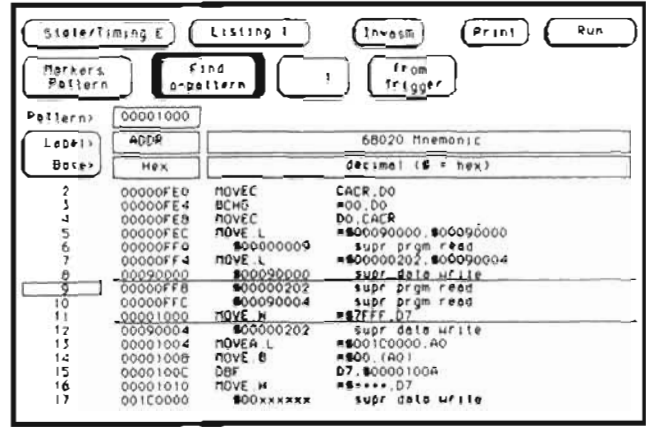 State/Timing E Listing 1 Invasm Print Run
Markers Pattern Find o-pattern 1 from Trigger
Pattern> 00001000
Label> ADDR 68020 Mnemonic
Base> Hex decimal ($ = hex)
2 00000FE0 MOVEC CACR,D0
3 00000FE4 BCHG #00,D0
4 00000FE8 MOVEC D0,CACR
5 00000FEC MOVE.L #$00090000,$00090000
6 00000FF0 $00000009 supr prgm read
7 00000FF4 MOVE.L #$00000202,$00090004
8 00090000 $00090000 supr data write
9 00000FF8 $00000202 supr prgm read
10 00000FFC $00090004 supr prgm read
11 00001000 MOVE.W #$7FFF,D7
12 00090004 $00000202 supr data write
13 00001004 MOVEA.L #$001C0000,A0
14 00001008 MOVE.B #$00,(A0)
15 0000100C DBF D7,$0000100A
16 00001010 MOVE.W #$****,D7
17 001C0000 $00xxxxxx supr data write